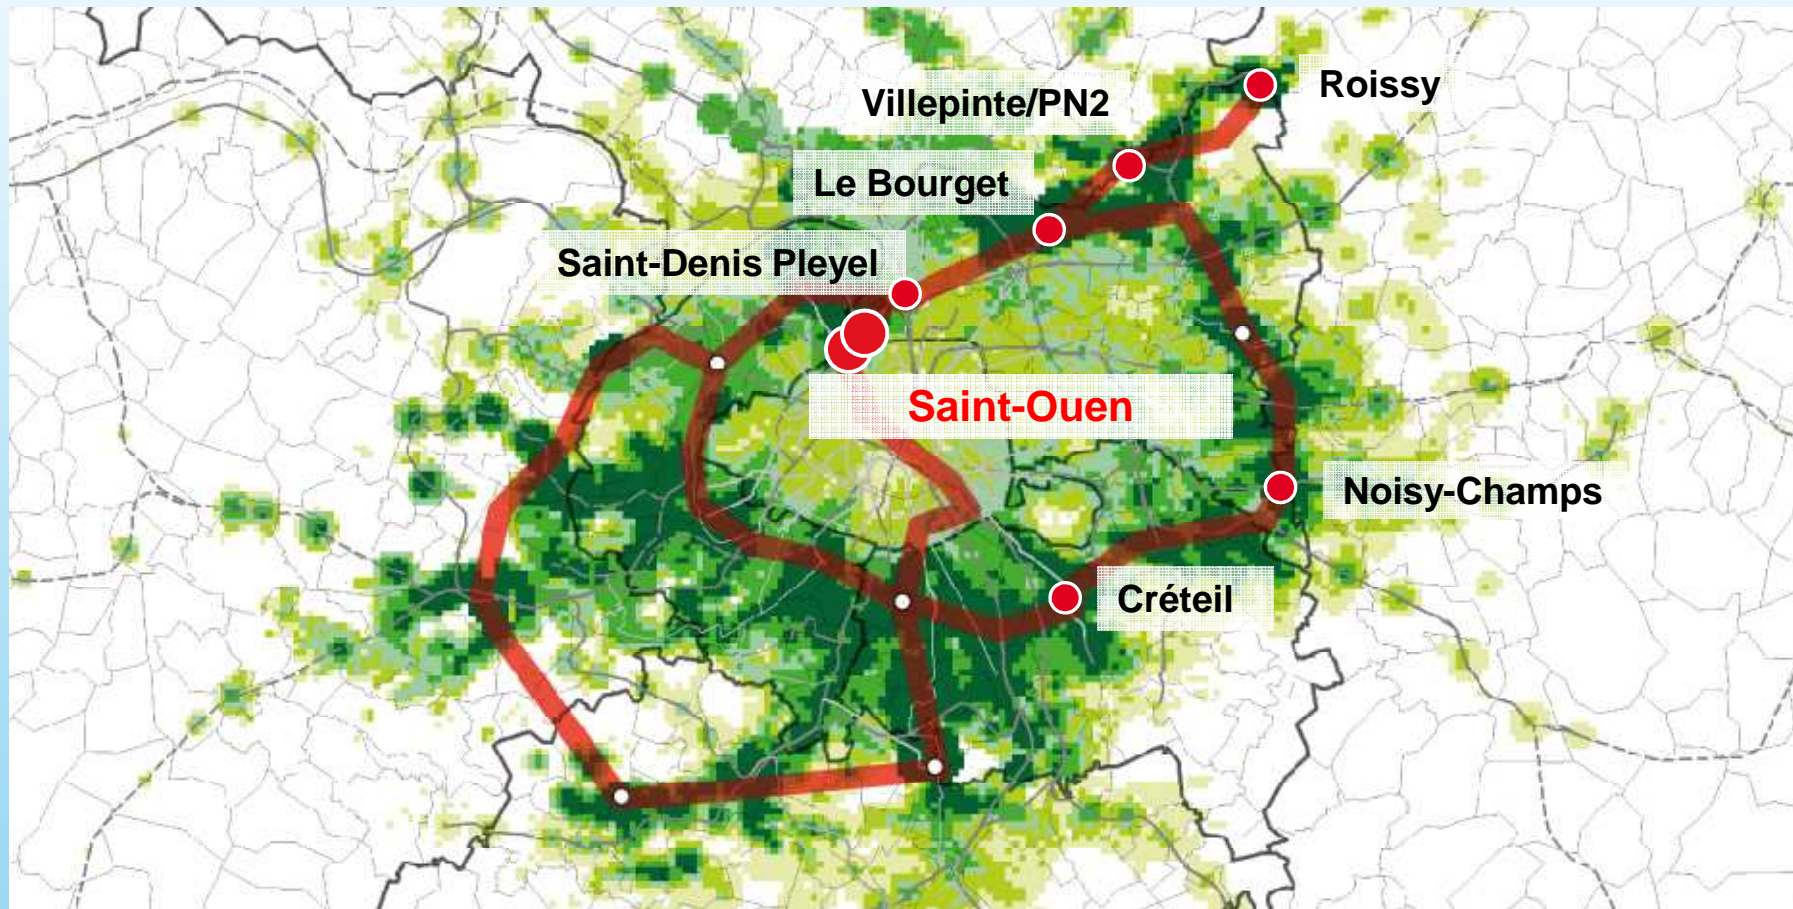 Roissy
Villepinte/PN2
Le Bourget
Saint-Denis Pleyel
Saint-Ouen
Noisy-Champs
Créteil